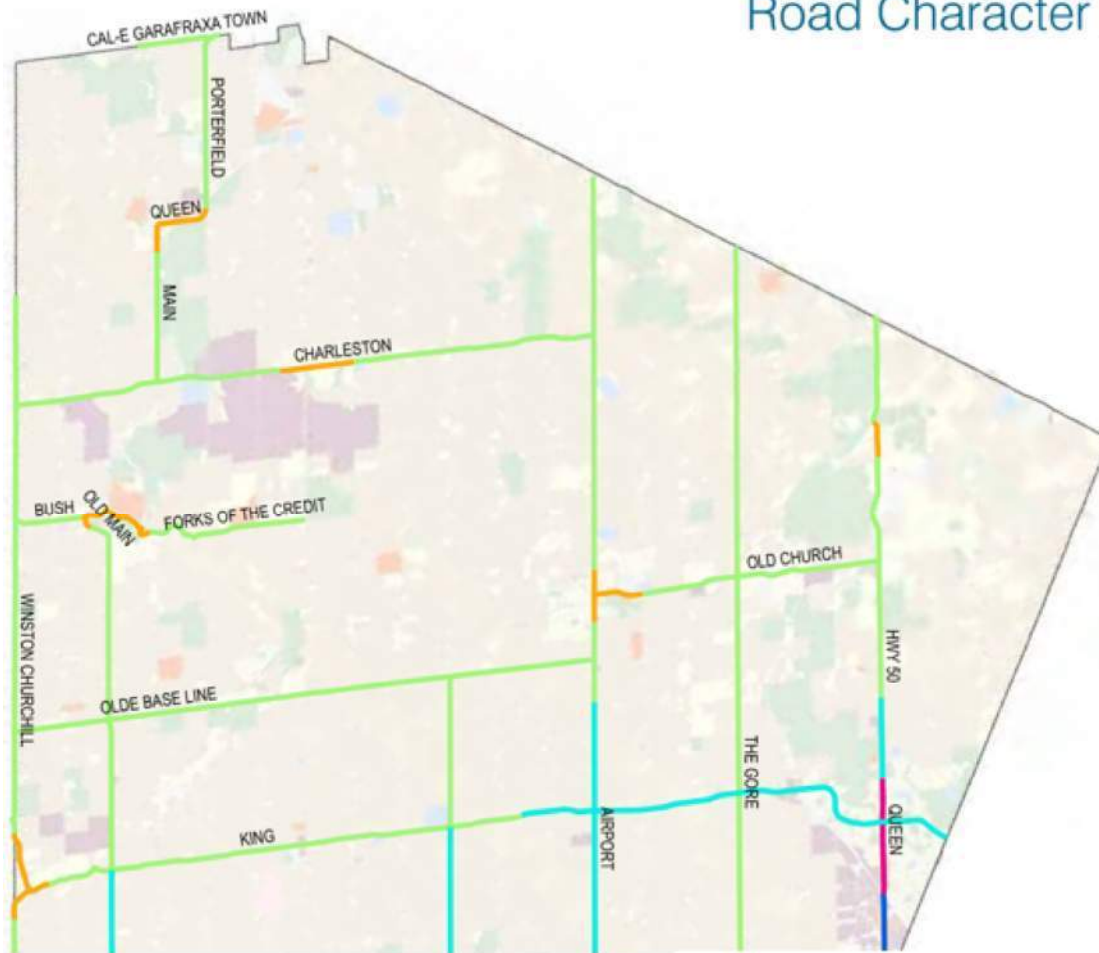 Road Character
CAL-E GARAFRAXA TOWN
PORTERFIELD
QUEEN
MAIN
CHARLESTON
BUSH
OLD MAIN
FORKS OF THE CREDIT
OLD CHURCH
WINSTON CHURCHILL
HWY 50
OLDE BASE LINE
THE GORE
AIRPORT
QUEEN
KING